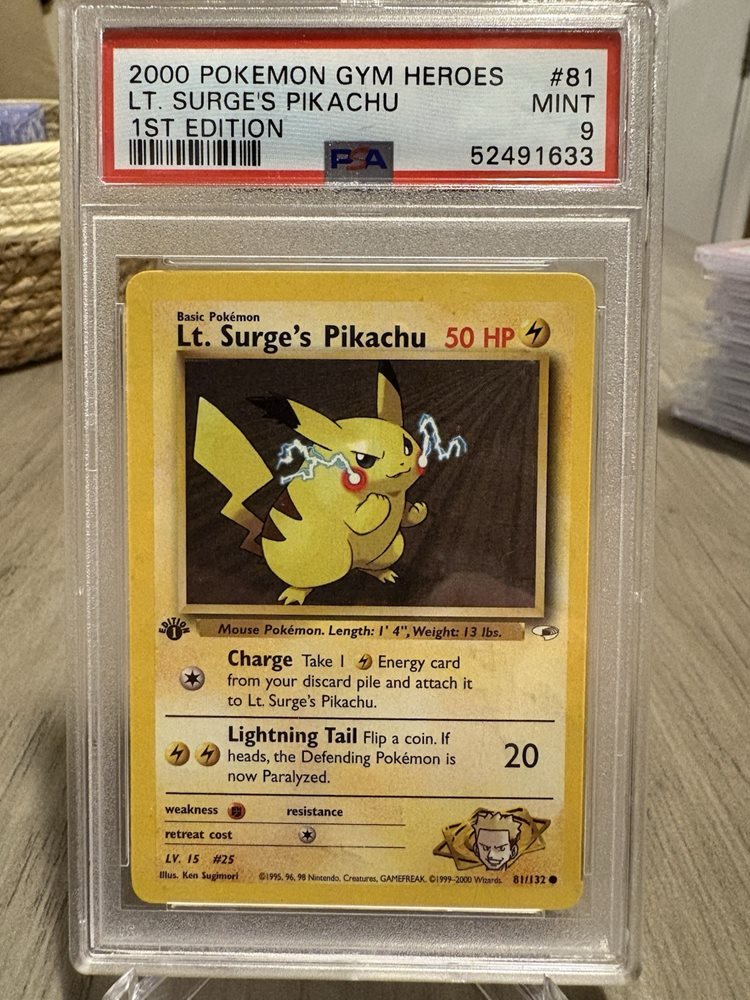 2000 POKEMON GYM HEROES #81
LT. SURGE'S PIKACHU MINT
1ST EDITION 9
PSA 52491633
Basic Pokémon
Lt. Surge's Pikachu 50 HP
EDITION 1
Mouse Pokémon. Length: 1' 4", Weight: 13 lbs.
Charge Take 1 Energy card
from your discard pile and attach it
to Lt. Surge's Pikachu.
Lightning Tail Flip a coin. If
heads, the Defending Pokémon is
now Paralyzed.
20
weakness resistance
retreat cost
LV. 15 #25
Illus. Ken Sugimori ©1995, 96, 98 Nintendo, Creatures, GAMEFREAK. ©1999-2000 Wizards. 81/132